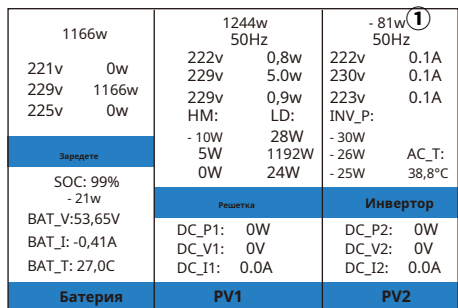 1166w
221v 0w
229v 1166w
225v 0w
Заредете
SOC: 99%
- 21w
BAT_V:53,65V
BAT_I: -0,41A
BAT_T: 27,0C
Батерия
1244w
50Hz
222v 0,8w
229v 5.0w
229v 0,9w
HM: LD:
- 10W 28W
5W 1192W
0W 24W
Решетка
DC_P1: 0W
DC_V1: 0V
DC_I1: 0.0A
PV1
- 81w 1
50Hz
222v 0.1A
230v 0.1A
223v 0.1A
INV_P:
- 30W
- 26W AC_T:
- 25W 38,8°C
Инвертор
DC_P2: 0W
DC_V2: 0V
DC_I2: 0.0A
PV2